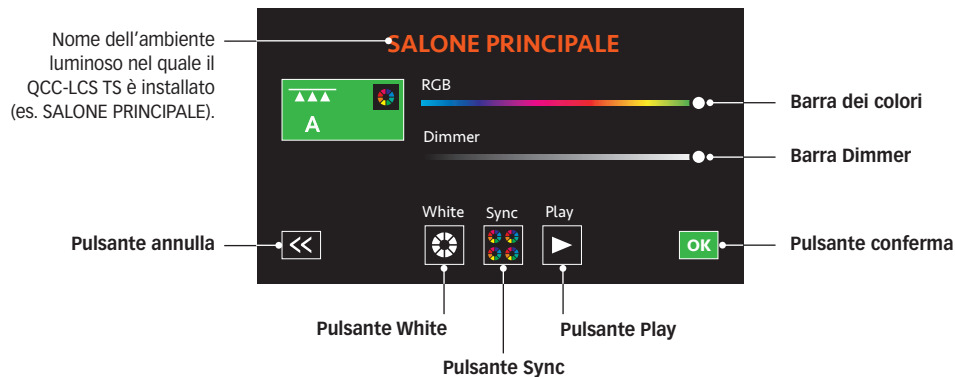 Nome dell'ambiente
luminoso nel quale il
QCC-LCS TS è installato
(es. SALONE PRINCIPALE).
SALONE PRINCIPALE
A
RGB
Barra dei colori
Dimmer
Barra Dimmer
White Sync Play
Pulsante annulla
OK
Pulsante conferma
Pulsante White
Pulsante Play
Pulsante Sync